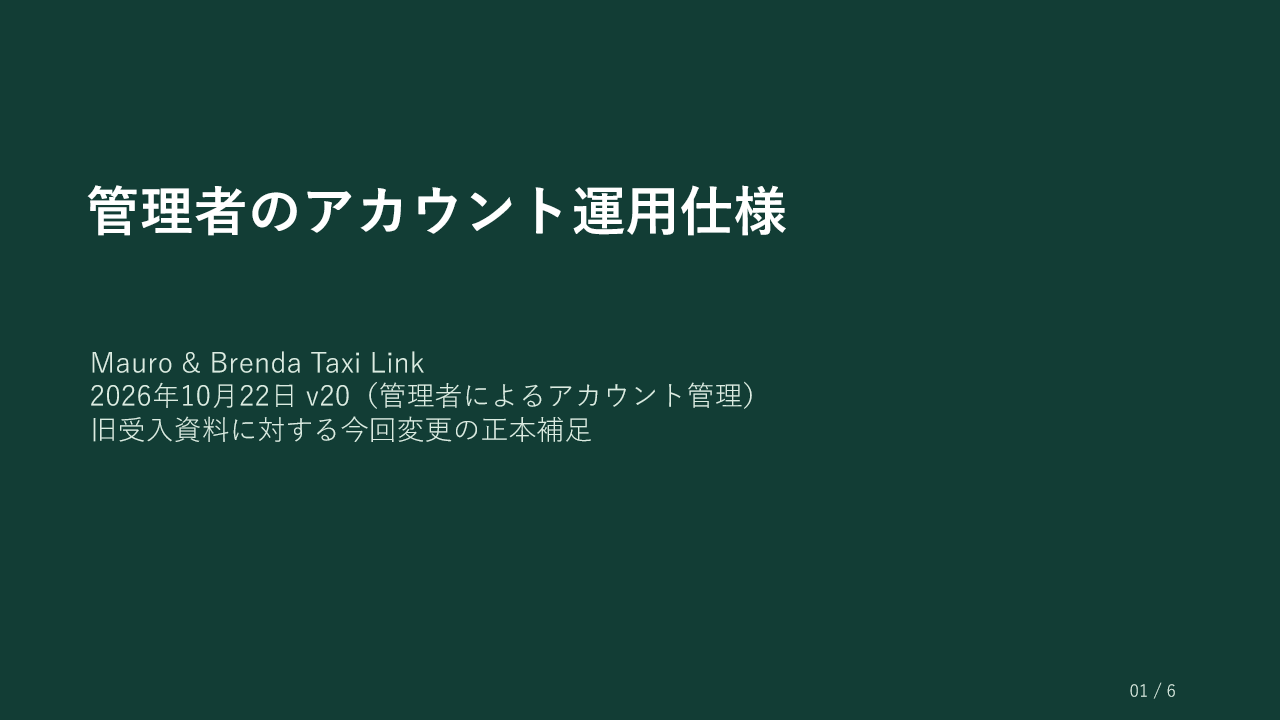 管理者のアカウント運用仕様
Mauro & Brenda Taxi Link
2026年10月22日 v20（管理者によるアカウント管理）
旧受入資料に対する今回変更の正本補足
01 / 6